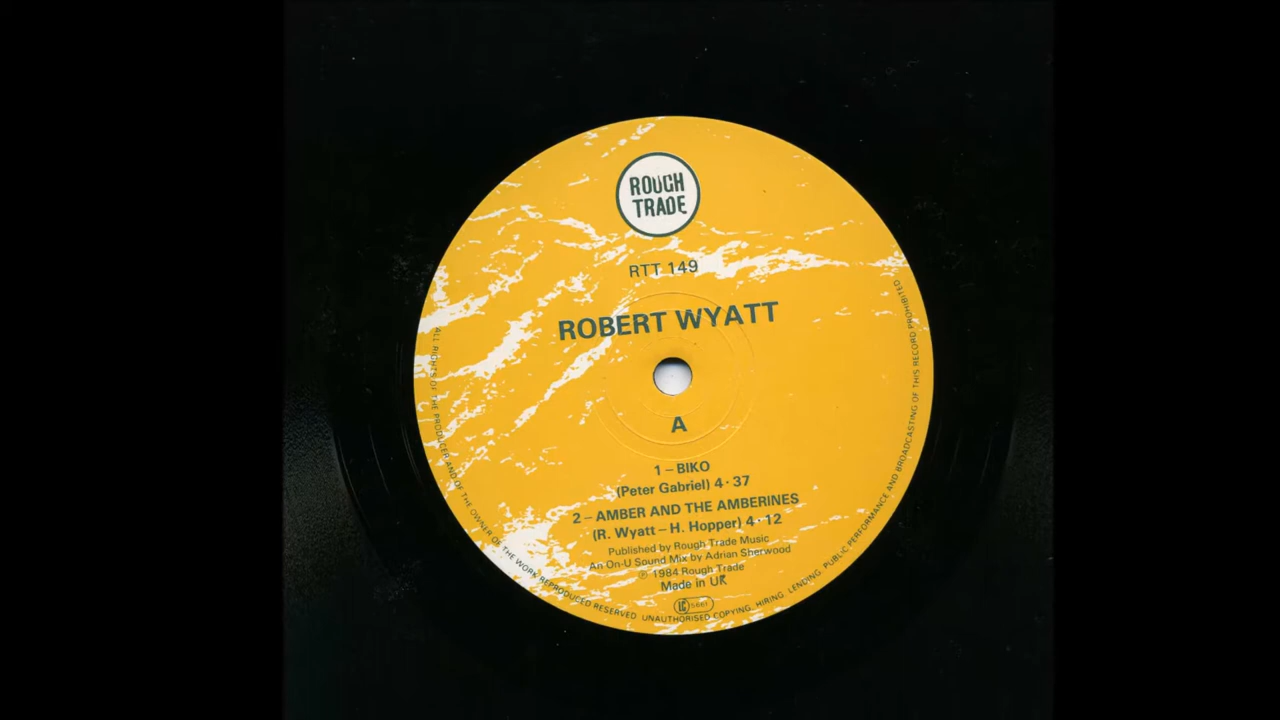 ROUGH
TRADE
RTT 149
ROBERT WYATT
A
1 – BIKO
(Peter Gabriel) 4·37
2 – AMBER AND THE AMBERINES
(R. Wyatt – H. Hopper) 4·12
Published by Rough Trade Music
An On-U Sound Mix by Adrian Sherwood
℗ 1984 Rough Trade
Made in UK
LC 5661
ALL RIGHTS OF THE PRODUCER AND OF THE OWNER OF THE WORK REPRODUCED RESERVED UNAUTHORISED COPYING, HIRING, LENDING, PUBLIC PERFORMANCE AND BROADCASTING OF THIS RECORD PROHIBITED